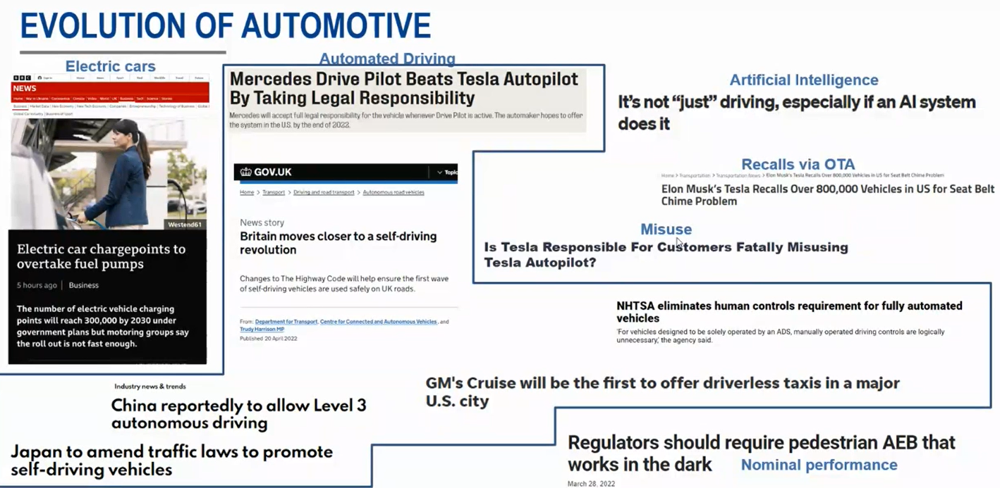 EVOLUTION OF AUTOMOTIVE
Electric cars
BBC
NEWS
Westend61
Electric car chargepoints to
overtake fuel pumps
5 hours ago | Business
The number of electric vehicle charging
points will reach 300,000 by 2030 under
government plans but motoring groups say
the roll out is not fast enough.
Automated Driving
Mercedes Drive Pilot Beats Tesla Autopilot
By Taking Legal Responsibility
Mercedes will accept full legal responsibility for the vehicle whenever Drive Pilot is active. The automaker hopes to offer
the system in the U.S. by the end of 2022.
GOV.UK
Topic
Home > Transport > Driving and road transport > Autonomous road vehicles
News story
Britain moves closer to a self-driving
revolution
Changes to The Highway Code will help ensure the first wave
of self-driving vehicles are used safely on UK roads.
From: Department for Transport, Centre for Connected and Autonomous Vehicles, and
Trudy Harrison MP
Published 20 April 2022
Artificial Intelligence
It's not “just” driving, especially if an AI system
does it
Recalls via OTA
Home > Transportation > Transportation News > Elon Musk's Tesla Recalls Over 800,000 Vehicles in US for Seat Belt Chime Problem
Elon Musk's Tesla Recalls Over 800,000 Vehicles in US for Seat Belt
Chime Problem
Misuse
Is Tesla Responsible For Customers Fatally Misusing
Tesla Autopilot?
NHTSA eliminates human controls requirement for fully automated
vehicles
'For vehicles designed to be solely operated by an ADS, manually operated driving controls are logically
unnecessary,' the agency said.
GM's Cruise will be the first to offer driverless taxis in a major
U.S. city
Industry news & trends
China reportedly to allow Level 3
autonomous driving
Japan to amend traffic laws to promote
self-driving vehicles
Regulators should require pedestrian AEB that
works in the dark
Nominal performance
March 28, 2022